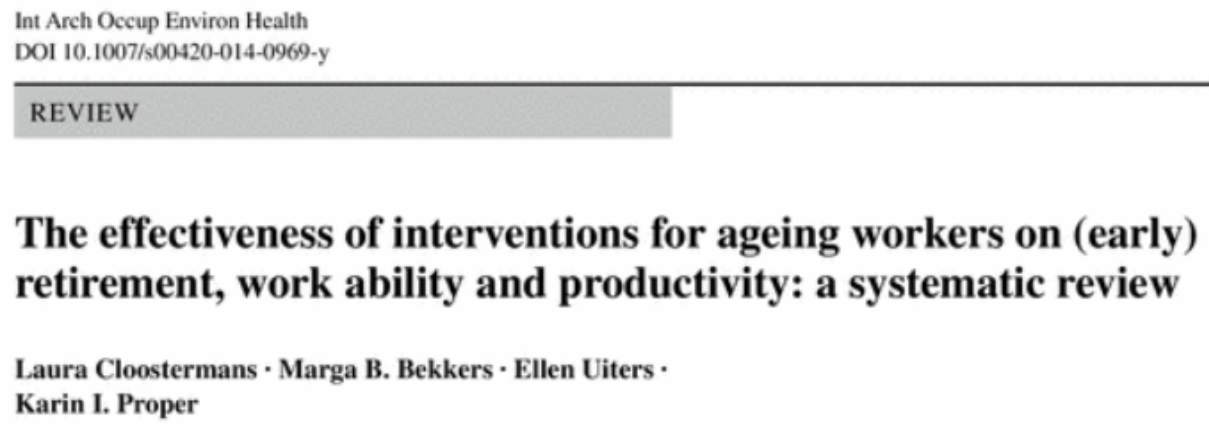 Int Arch Occup Environ Health
DOI 10.1007/s00420-014-0969-y
REVIEW
The effectiveness of interventions for ageing workers on (early)
retirement, work ability and productivity: a systematic review
Laura Cloostermans · Marga B. Bekkers · Ellen Uiters ·
Karin I. Proper